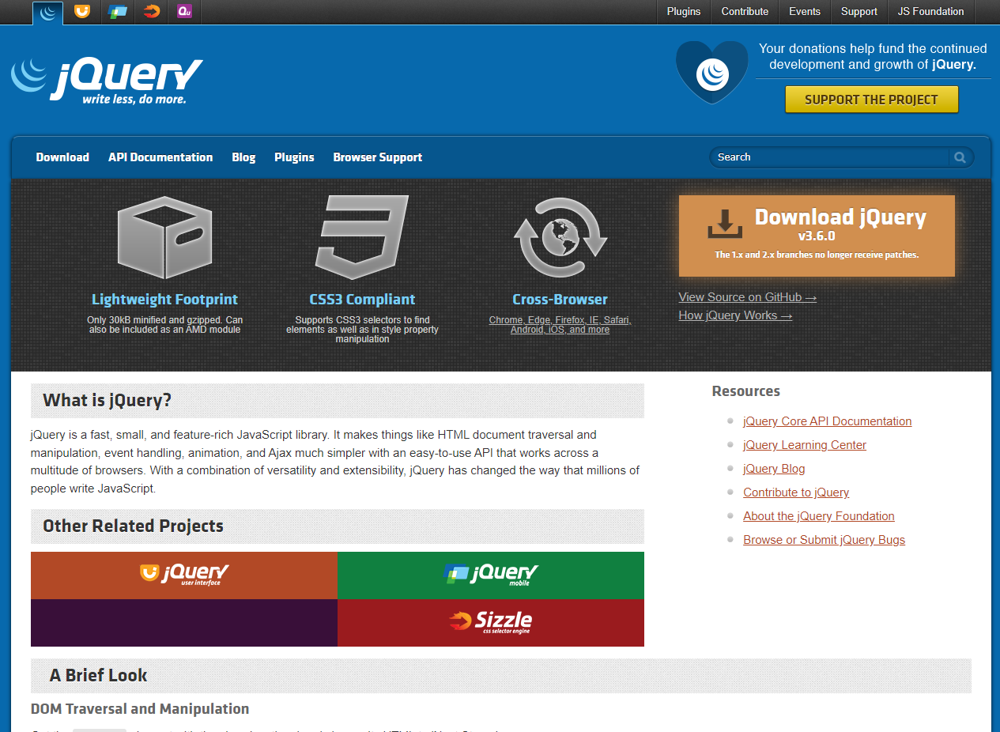 Qu
Plugins
Contribute
Events
Support
JS Foundation
jQuery
write less, do more.
Your donations help fund the continued
development and growth of jQuery.
SUPPORT THE PROJECT
Download
API Documentation
Blog
Plugins
Browser Support
Search
Lightweight Footprint
Only 30kB minified and gzipped. Can
also be included as an AMD module
CSS3 Compliant
Supports CSS3 selectors to find
elements as well as in style property
manipulation
Cross-Browser
Chrome, Edge, Firefox, IE, Safari,
Android, iOS, and more
Download jQuery
v3.6.0
The 1.x and 2.x branches no longer receive patches.
View Source on GitHub →
How jQuery Works →
What is jQuery?
jQuery is a fast, small, and feature-rich JavaScript library. It makes things like HTML document traversal and
manipulation, event handling, animation, and Ajax much simpler with an easy-to-use API that works across a
multitude of browsers. With a combination of versatility and extensibility, jQuery has changed the way that millions of
people write JavaScript.
Other Related Projects
jQuery
user interface
jQuery
mobile
Sizzle
css selector engine
Resources
jQuery Core API Documentation
jQuery Learning Center
jQuery Blog
Contribute to jQuery
About the jQuery Foundation
Browse or Submit jQuery Bugs
A Brief Look
DOM Traversal and Manipulation